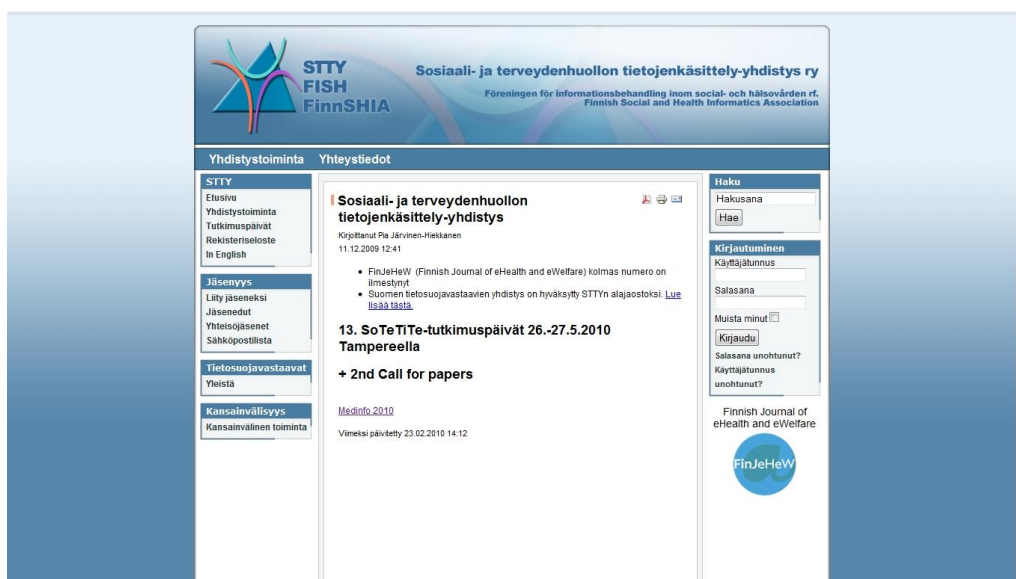 STTY
FISH
FinnSHIA
Sosiaali- ja terveydenhuollon tietojenkäsittely-yhdistys ry
Föreningen för informationsbehandling inom social- och hälsovården rf.
Finnish Social and Health Informatics Association
Yhdistystoiminta Yhteystiedot
STTY
Etusivu
Yhdistystoiminta
Tutkimuspäivät
Rekisteriseloste
In English
Jäsenyys
Liity jäseneksi
Jäsenedut
Yhteisöjäsenet
Sähköpostilista
Tietosuojavastaavat
Yleistä
Kansainvälisyys
Kansainvälinen toiminta
Sosiaali- ja terveydenhuollon
tietojenkäsittely-yhdistys
Kirjoittanut Pia Järvinen-Hiekkanen
11.12.2009 12:41
• FinJeHeW (Finnish Journal of eHealth and eWelfare) kolmas numero on
ilmestynyt
• Suomen tietosuojavastaavien yhdistys on hyväksytty STTYn alajaostoksi. Lue
lisää tästä.
13. SoTeTiTe-tutkimuspäivät 26.-27.5.2010
Tampereella
+ 2nd Call for papers
Medinfo 2010
Viimeksi päivitetty 23.02.2010 14:12
Haku
Hakusana
Hae
Kirjautuminen
Käyttäjätunnus
Salasana
Muista minut
Kirjaudu
Salasana unohtunut?
Käyttäjätunnus
unohtunut?
Finnish Journal of
eHealth and eWelfare
FinJeHeW